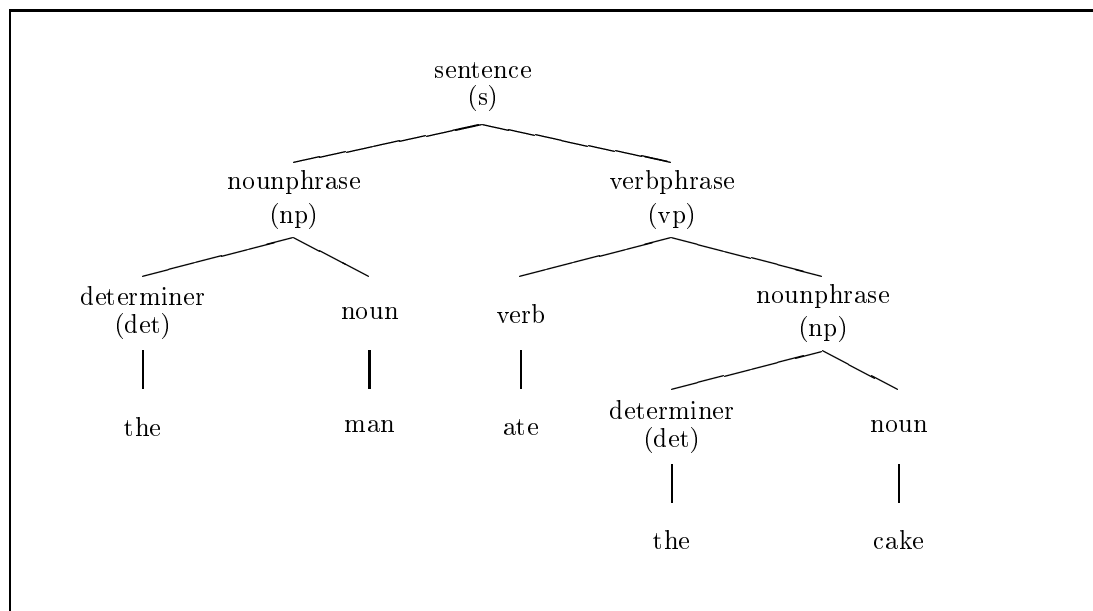 sentence
(s)
nounphrase
(np)
verbphrase
(vp)
determiner
(det)
noun
verb
nounphrase
(np)
the
man
ate
determiner
(det)
noun
the
cake